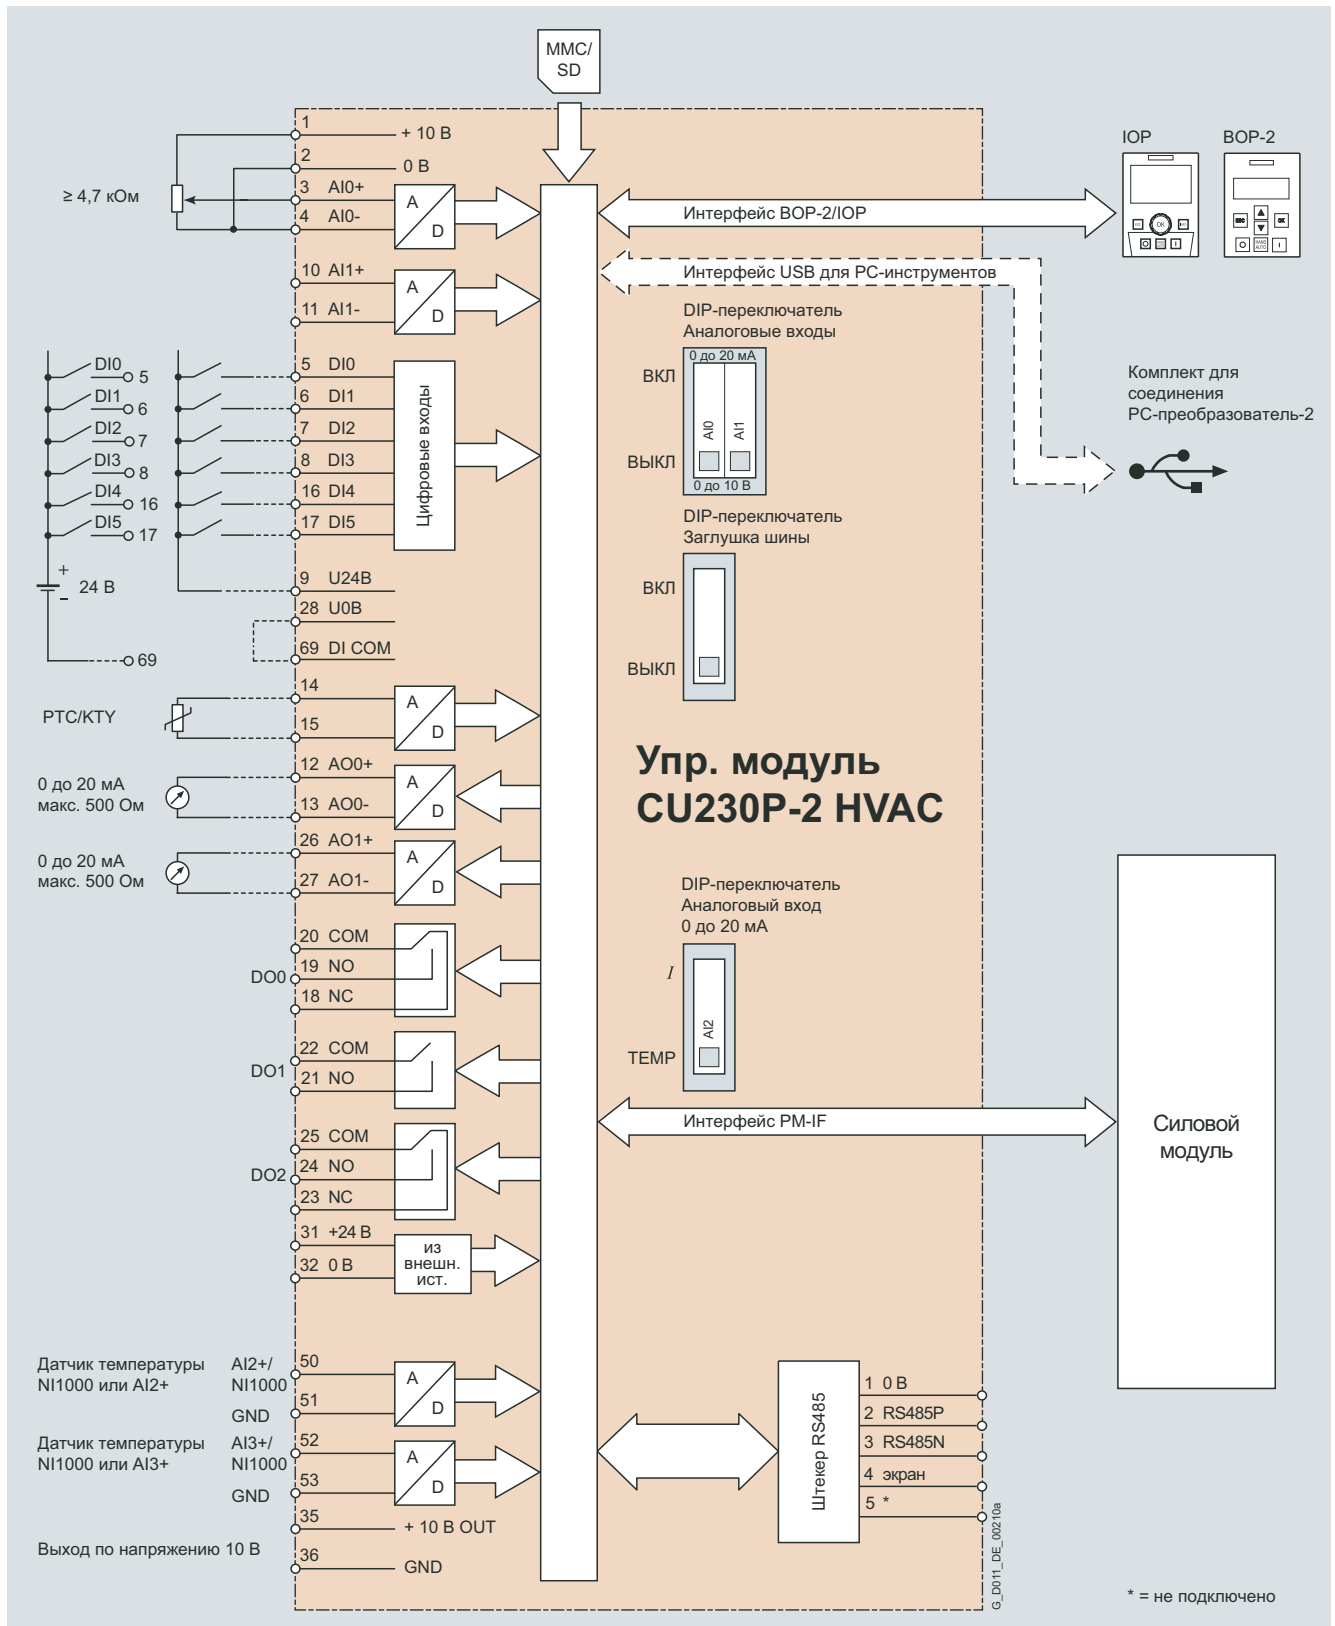 MMC/
SD
1
+ 10 В
2
0 В
≥ 4,7 кОм
3 AI0+
4 AI0-
A
D
10 AI1+
11 AI1-
A
D
IOP
BOP-2
OK
ESC
OK
HAND
AUTO
Интерфейс BOP-2/IOP
Интерфейс USB для PC-инструментов
DIP-переключатель
Аналоговые входы
0 до 20 мА
ВКЛ
AI0
AI1
ВЫКЛ
0 до 10 В
Комплект для
соединения
PC-преобразователь-2
DI0
5
DI1
6
DI2
7
DI3
8
DI4
16
DI5
17
5 DI0
6 DI1
7 DI2
8 DI3
16 DI4
17 DI5
Цифровые входы
DIP-переключатель
Заглушка шины
ВКЛ
ВЫКЛ
+
24 В
-
69
9 U24В
28 U0В
69 DI COM
PTC/KTY
14
15
A
D
0 до 20 мА
макс. 500 Ом
12 AO0+
13 AO0-
A
D
0 до 20 мА
макс. 500 Ом
26 AO1+
27 AO1-
A
D
Упр. модуль
CU230P-2 HVAC
DIP-переключатель
Аналоговый вход
0 до 20 мА
I
AI2
TEMP
DO0
20 COM
19 NO
18 NC
DO1
22 COM
21 NO
DO2
25 COM
24 NO
23 NC
Интерфейс PM-IF
Силовой
модуль
31 +24 В
32 0 В
из
внешн.
ист.
Датчик температуры
NI1000 или AI2+
AI2+/
NI1000
GND
50
51
A
D
Датчик температуры
NI1000 или AI3+
AI3+/
NI1000
GND
52
53
A
D
35
+ 10 В OUT
Выход по напряжению 10 В
36
GND
Штекер RS485
1 0 В
2 RS485P
3 RS485N
4 экран
5 *
G_D011_DE_00210a
* = не подключено